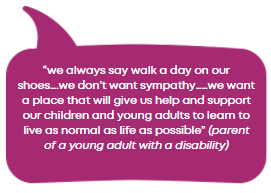 “we always say walk a day on our
shoes....we don’t want sympathy......we want
a place that will give us help and support
our children and young adults to learn to
live as normal as life as possible” (parent
of a young adult with a disability)